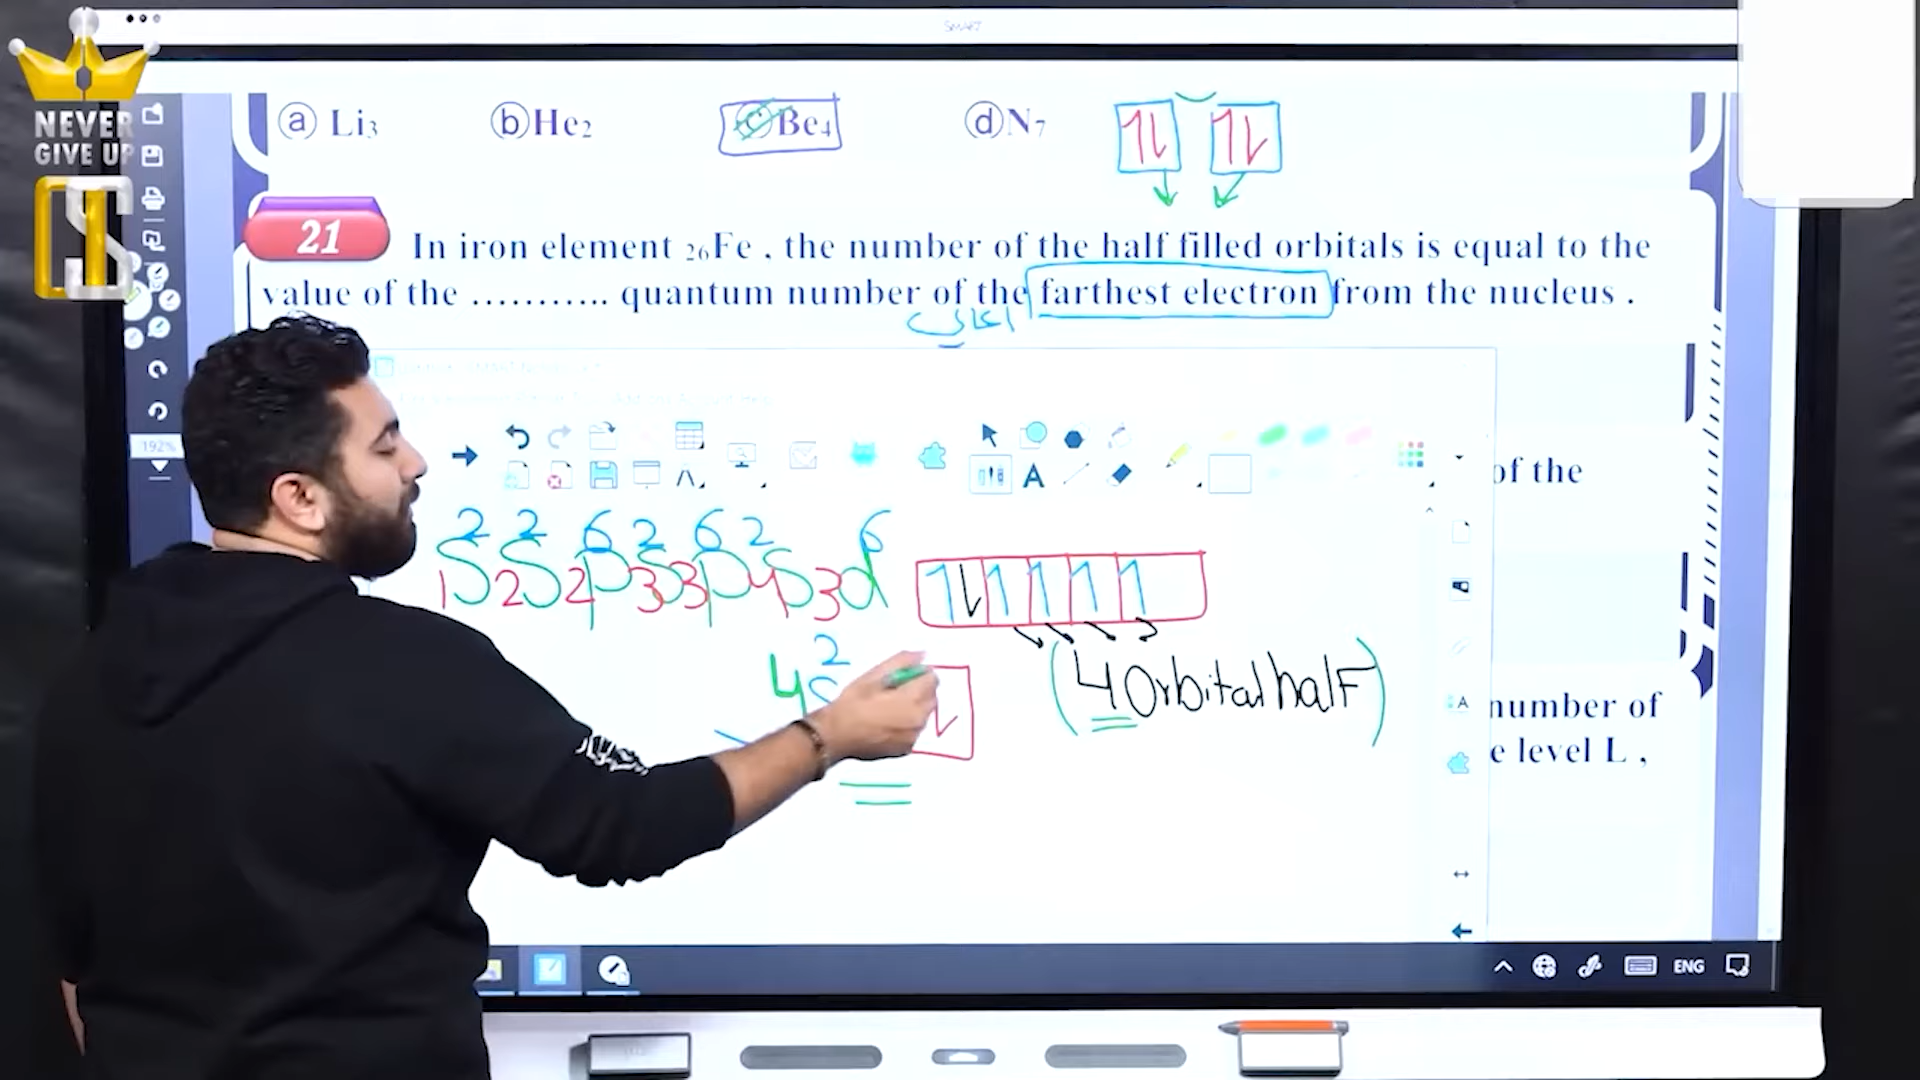 SMART
NEVER
GIVE UP
ⓐ Li₃ ⓑ He₂ ⓒ Be₄ ⓓ N₇
21
In iron element ₂₆Fe , the number of the half filled orbitals is equal to the
value of the ........... quantum number of the farthest electron from the nucleus .
192%
of the
1S² 2S² 2P⁶ 3S² 3P⁶ 4S² 3d⁶
4S²
(4 Orbital half)
number of
e level L ,
ENG